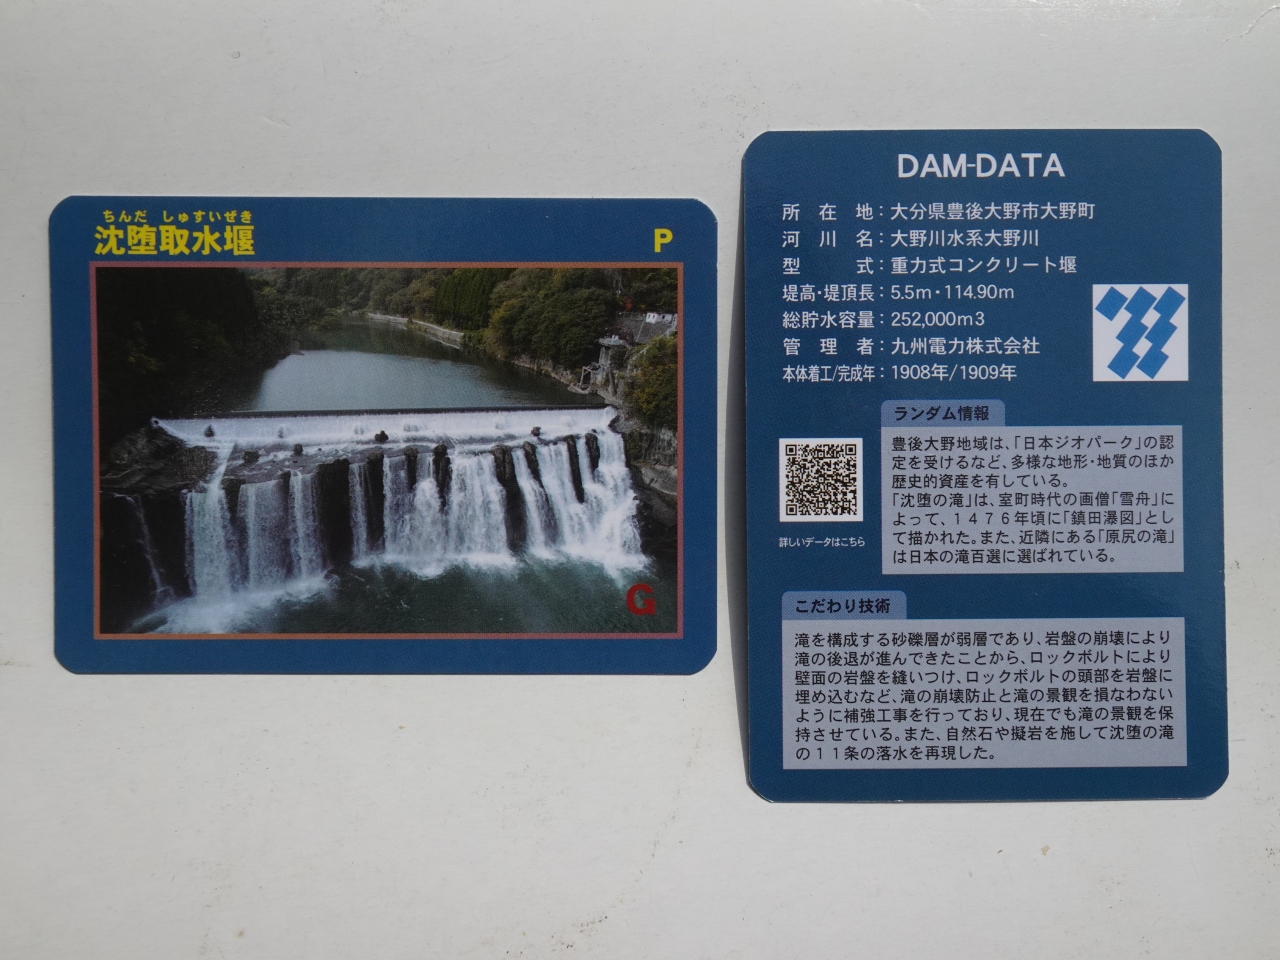 ちんだ しゅすいぜき
沈堕取水堰
P
G
DAM-DATA
所在地：大分県豊後大野市大野町
河川名：大野川水系大野川
型式：重力式コンクリート堰
堤高・堤頂長：5.5m・114.90m
総貯水容量：252,000m3
管理者：九州電力株式会社
本体着工/完成年：1908年/1909年
詳しいデータはこちら
ランダム情報
豊後大野地域は、「日本ジオパーク」の認
定を受けるなど、多様な地形・地質のほか
歴史的資産を有している。
「沈堕の滝」は、室町時代の画僧「雪舟」に
よって、１４７６年頃に「鎮田瀑図」とし
て描かれた。また、近隣にある「原尻の滝」
は日本の滝百選に選ばれている。
こだわり技術
滝を構成する砂礫層が弱層であり、岩盤の崩壊により
滝の後退が進んできたことから、ロックボルトにより
壁面の岩盤を縫いつけ、ロックボルトの頭部を岩盤に
埋め込むなど、滝の崩壊防止と滝の景観を損なわない
ように補強工事を行っており、現在でも滝の景観を保
持させている。また、自然石や擬岩を施して沈堕の滝
の１１条の落水を再現した。